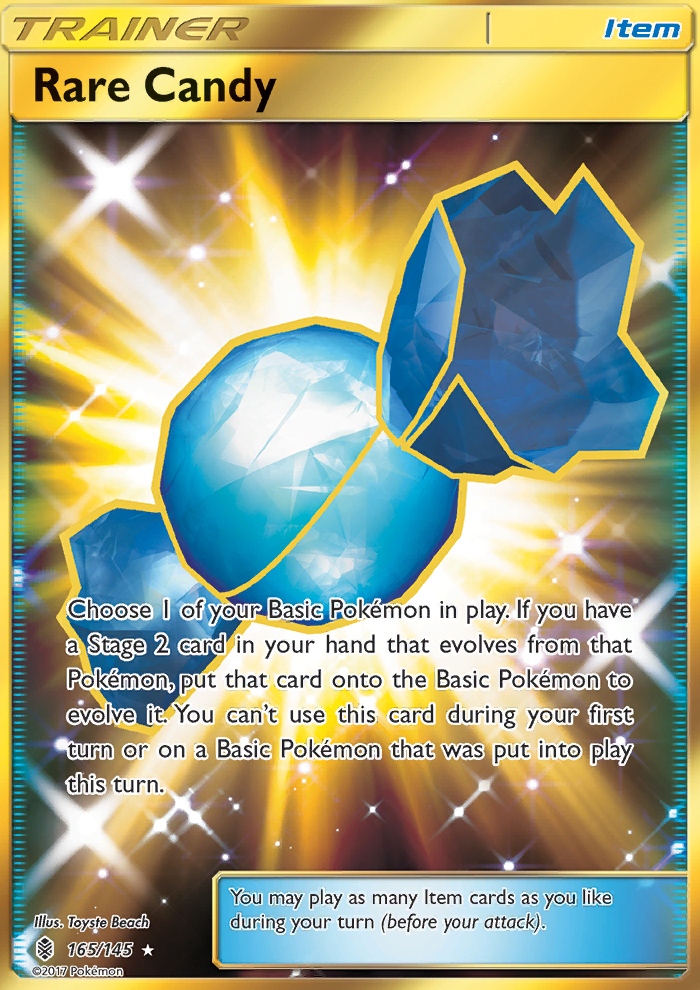 TRAINER
Item
Rare Candy
Choose 1 of your Basic Pokémon in play. If you have
a Stage 2 card in your hand that evolves from that
Pokémon, put that card onto the Basic Pokémon to
evolve it. You can't use this card during your first
turn or on a Basic Pokémon that was put into play
this turn.
You may play as many Item cards as you like
during your turn (before your attack).
Illus. Toyste Beach
165/145 ★
©2017 Pokémon